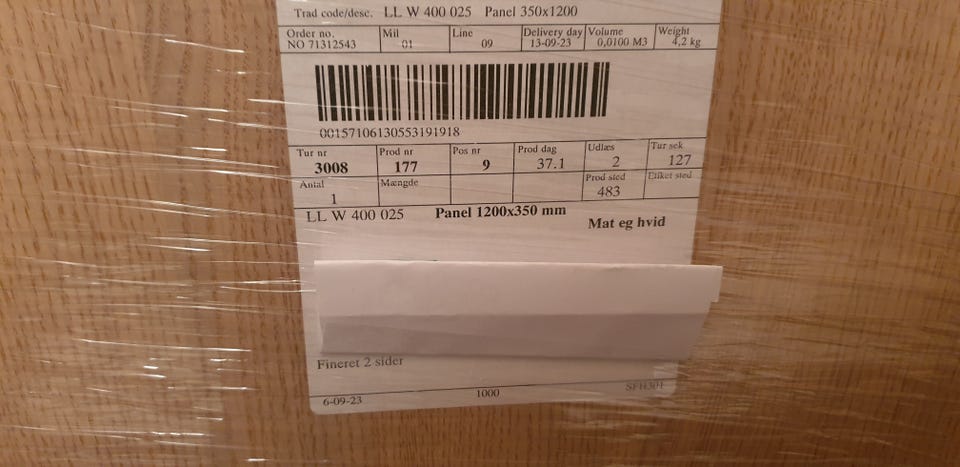 Trad code/desc. LL W 400 025 Panel 350x1200
Order no. Mil Line Delivery day Volume Weight
NO 71312543 01 09 13-09-23 0,0100 M3 4,2 kg
00157106130553191918
Tur nr Prod nr Pos nr Prod dag Udlæs Tur sek
3008 177 9 37.1 2 127
Antal Mængde Prod sted Etiket sted
1 483
LL W 400 025 Panel 1200x350 mm
Mat eg hvid
Fineret 2 sider
6-09-23 1000 SFH301